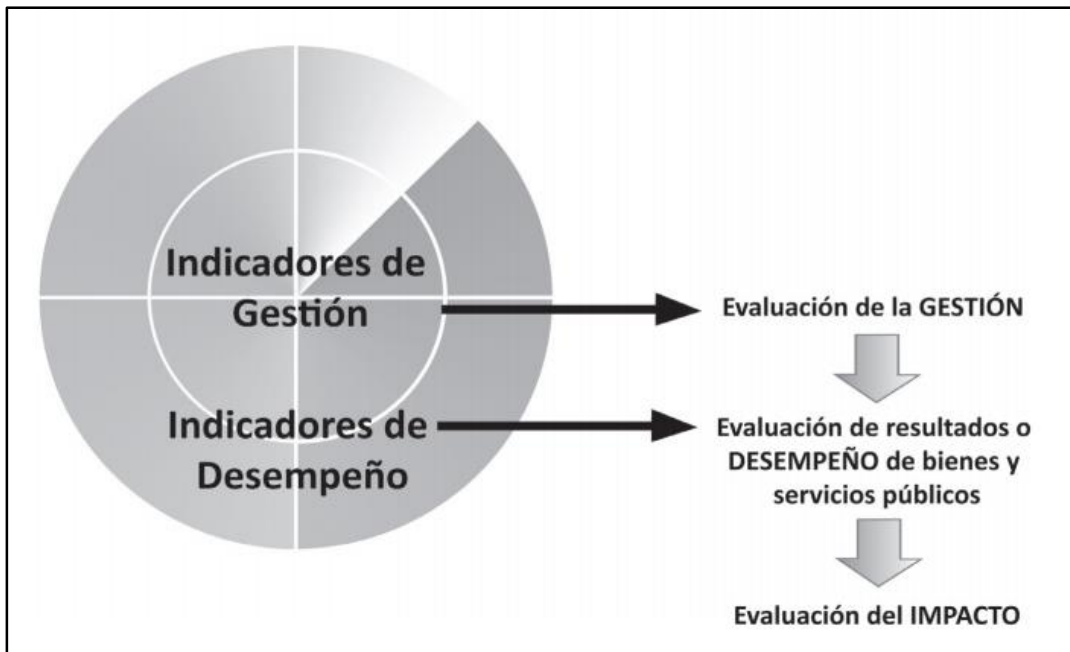 Indicadores de
Gestión
Indicadores de
Desempeño
Evaluación de la GESTIÓN
Evaluación de resultados o
DESEMPEÑO de bienes y
servicios públicos
Evaluación del IMPACTO